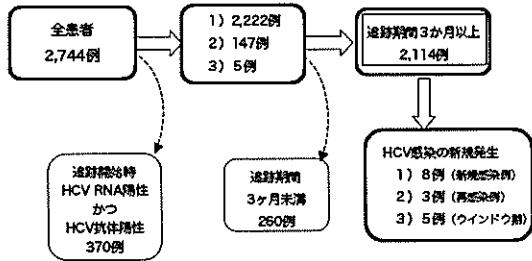 全患者
2,744例
1）2,222例
2）147例
3）5例
追跡期間3か月以上
2,114例
追跡開始時
HCV RNA陽性
かつ
HCV抗体陽性
370例
追跡期間
3ヶ月未満
260例
HCV感染の新規発生
1）8例（新規感染例）
2）3例（再感染例）
3）5例（ウインドウ期）